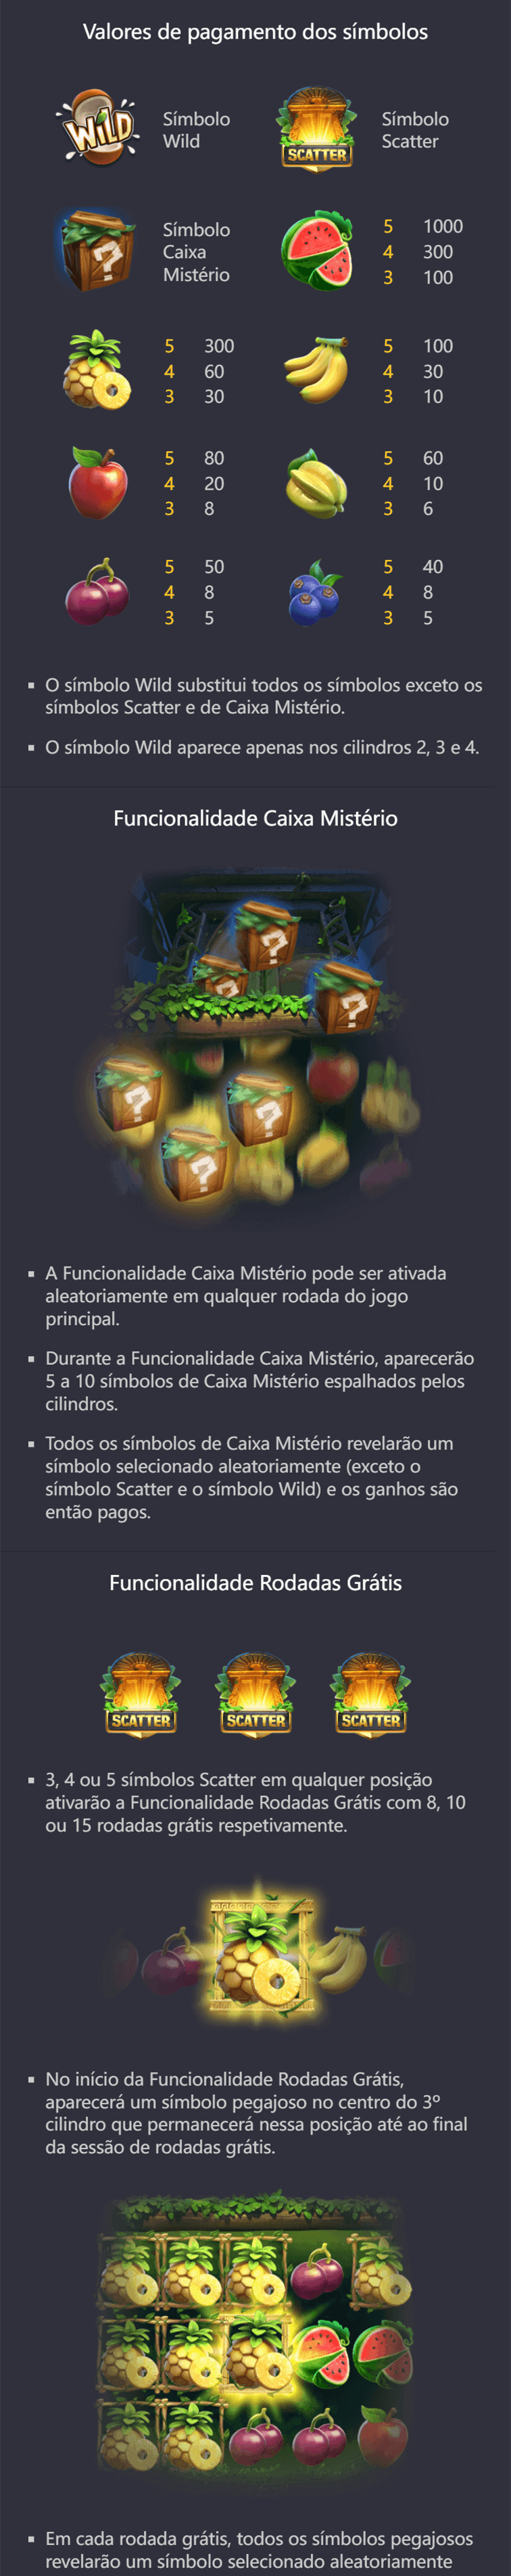 Valores de pagamento dos símbolos
WILD
Símbolo
Wild
SCATTER
Símbolo
Scatter
?
Símbolo
Caixa
Mistério
5 1000
4 300
3 100
5 300
4 60
3 30
5 100
4 30
3 10
5 80
4 20
3 8
5 60
4 10
3 6
5 50
4 8
3 5
5 40
4 8
3 5
▪ O símbolo Wild substitui todos os símbolos exceto os
símbolos Scatter e de Caixa Mistério.
▪ O símbolo Wild aparece apenas nos cilindros 2, 3 e 4.
Funcionalidade Caixa Mistério
?
?
?
?
?
?
▪ A Funcionalidade Caixa Mistério pode ser ativada
aleatoriamente em qualquer rodada do jogo
principal.
▪ Durante a Funcionalidade Caixa Mistério, aparecerão
5 a 10 símbolos de Caixa Mistério espalhados pelos
cilindros.
▪ Todos os símbolos de Caixa Mistério revelarão um
símbolo selecionado aleatoriamente (exceto o
símbolo Scatter e o símbolo Wild) e os ganhos são
então pagos.
Funcionalidade Rodadas Grátis
SCATTER SCATTER SCATTER
▪ 3, 4 ou 5 símbolos Scatter em qualquer posição
ativarão a Funcionalidade Rodadas Grátis com 8, 10
ou 15 rodadas grátis respetivamente.
▪ No início da Funcionalidade Rodadas Grátis,
aparecerá um símbolo pegajoso no centro do 3º
cilindro que permanecerá nessa posição até ao final
da sessão de rodadas grátis.
▪ Em cada rodada grátis, todos os símbolos pegajosos
revelarão um símbolo selecionado aleatoriamente